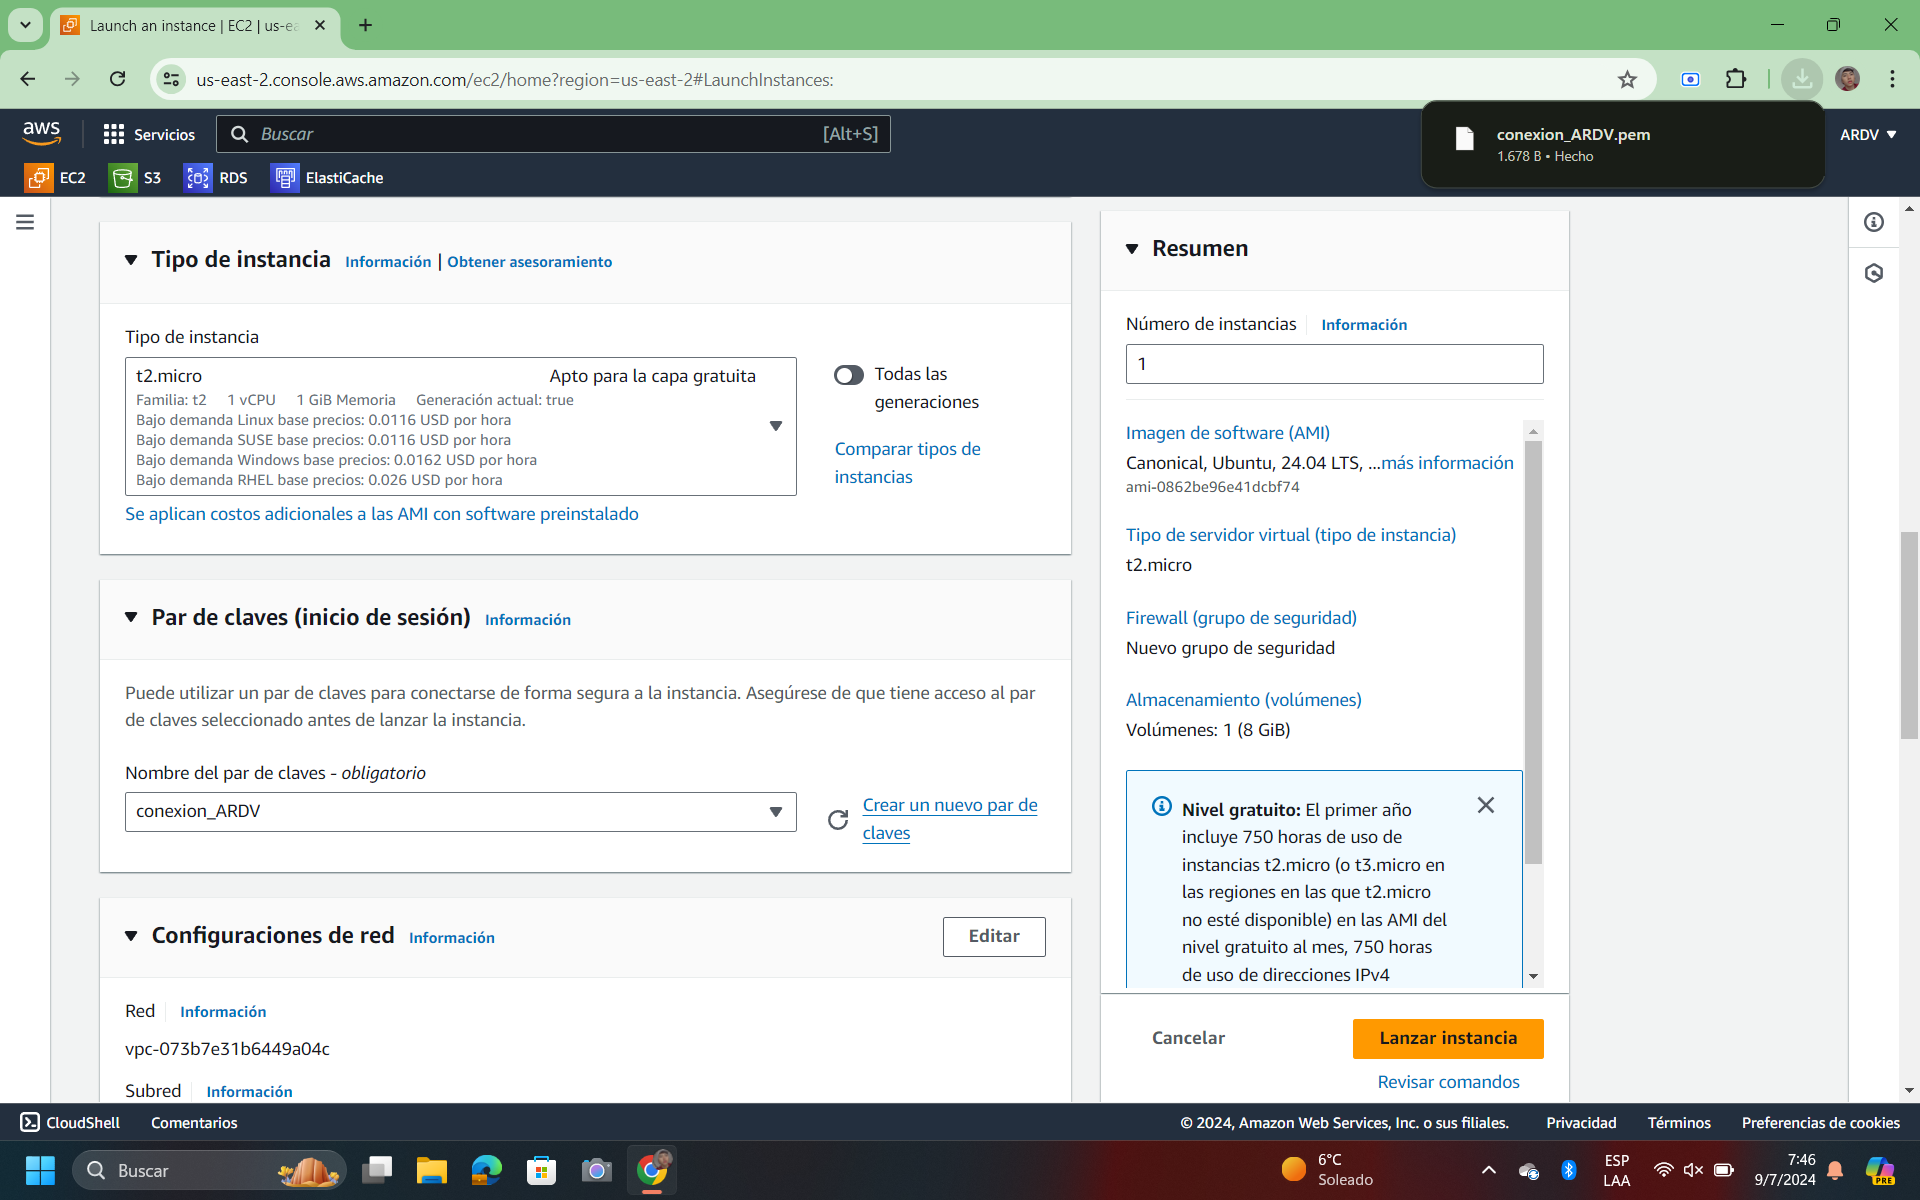 Launch an instance | EC2 | us-ea
us-east-2.console.aws.amazon.com/ec2/home?region=us-east-2#LaunchInstances:
aws
Servicios
Buscar
[Alt+S]
conexion_ARDV.pem
1.678 B • Hecho
ARDV
EC2
S3
RDS
ElastiCache
Tipo de instancia
Información | Obtener asesoramiento
Tipo de instancia
t2.micro
Apto para la capa gratuita
Familia: t2 1 vCPU 1 GiB Memoria Generación actual: true
Bajo demanda Linux base precios: 0.0116 USD por hora
Bajo demanda SUSE base precios: 0.0116 USD por hora
Bajo demanda Windows base precios: 0.0162 USD por hora
Bajo demanda RHEL base precios: 0.026 USD por hora
Todas las
generaciones
Comparar tipos de
instancias
Se aplican costos adicionales a las AMI con software preinstalado
Par de claves (inicio de sesión)
Información
Puede utilizar un par de claves para conectarse de forma segura a la instancia. Asegúrese de que tiene acceso al par
de claves seleccionado antes de lanzar la instancia.
Nombre del par de claves - obligatorio
conexion_ARDV
Crear un nuevo par de
claves
Configuraciones de red
Información
Editar
Red
Información
vpc-073b7e31b6449a04c
Subred
Información
Resumen
Número de instancias
Información
1
Imagen de software (AMI)
Canonical, Ubuntu, 24.04 LTS, ...más información
ami-0862be96e41dcbf74
Tipo de servidor virtual (tipo de instancia)
t2.micro
Firewall (grupo de seguridad)
Nuevo grupo de seguridad
Almacenamiento (volúmenes)
Volúmenes: 1 (8 GiB)
Nivel gratuito: El primer año
incluye 750 horas de uso de
instancias t2.micro (o t3.micro en
las regiones en las que t2.micro
no esté disponible) en las AMI del
nivel gratuito al mes, 750 horas
de uso de direcciones IPv4
Cancelar
Lanzar instancia
Revisar comandos
CloudShell
Comentarios
© 2024, Amazon Web Services, Inc. o sus filiales.
Privacidad
Términos
Preferencias de cookies
Buscar
6°C
Soleado
ESP
LAA
7:46
9/7/2024
PRE